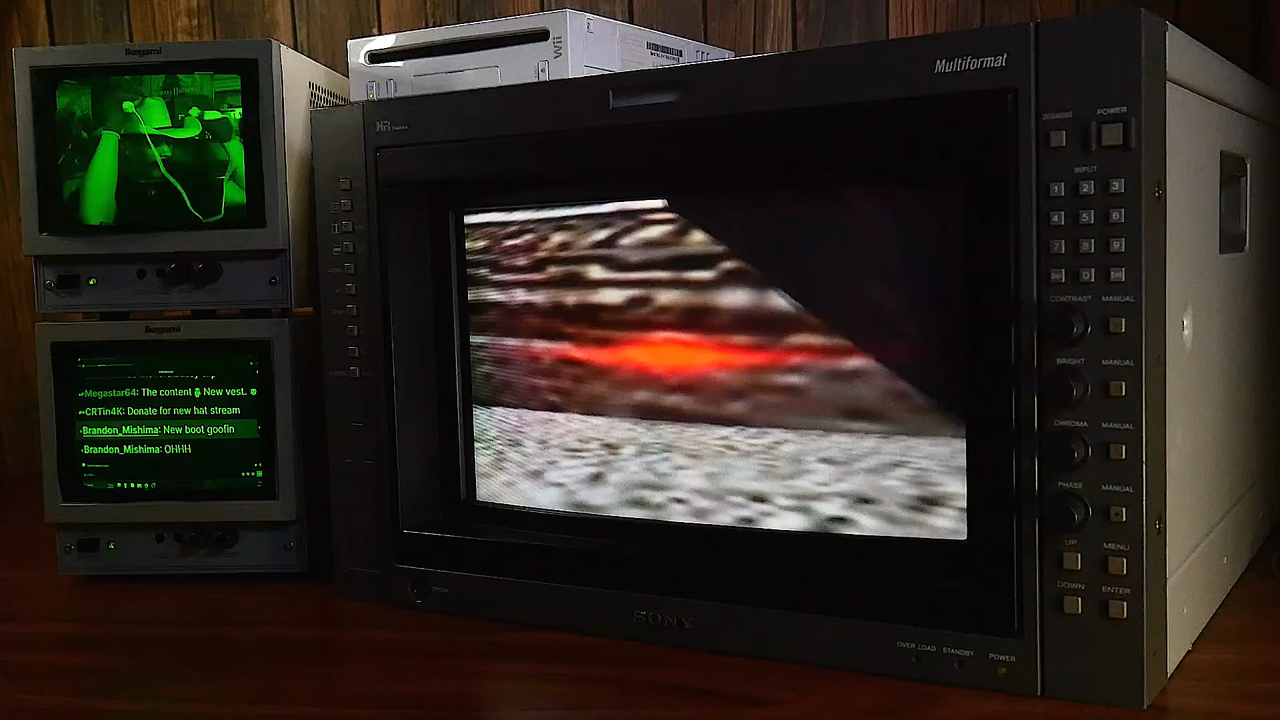 Ikegami
Wii
Multiformat
HR
POWER
INPUT
1 2 3
4 5 6
7 8 9
0
CONTRAST MANUAL
BRIGHT MANUAL
CHROMA MANUAL
PHASE MANUAL
UP MENU
DOWN ENTER
Ikegami
Megastar64: The content New vest.
CRTin4K: Donate for new hat stream
Brandon_Mishima: New boot goofin
Brandon_Mishima: OHHH
SONY
OVER LOAD STANDBY POWER